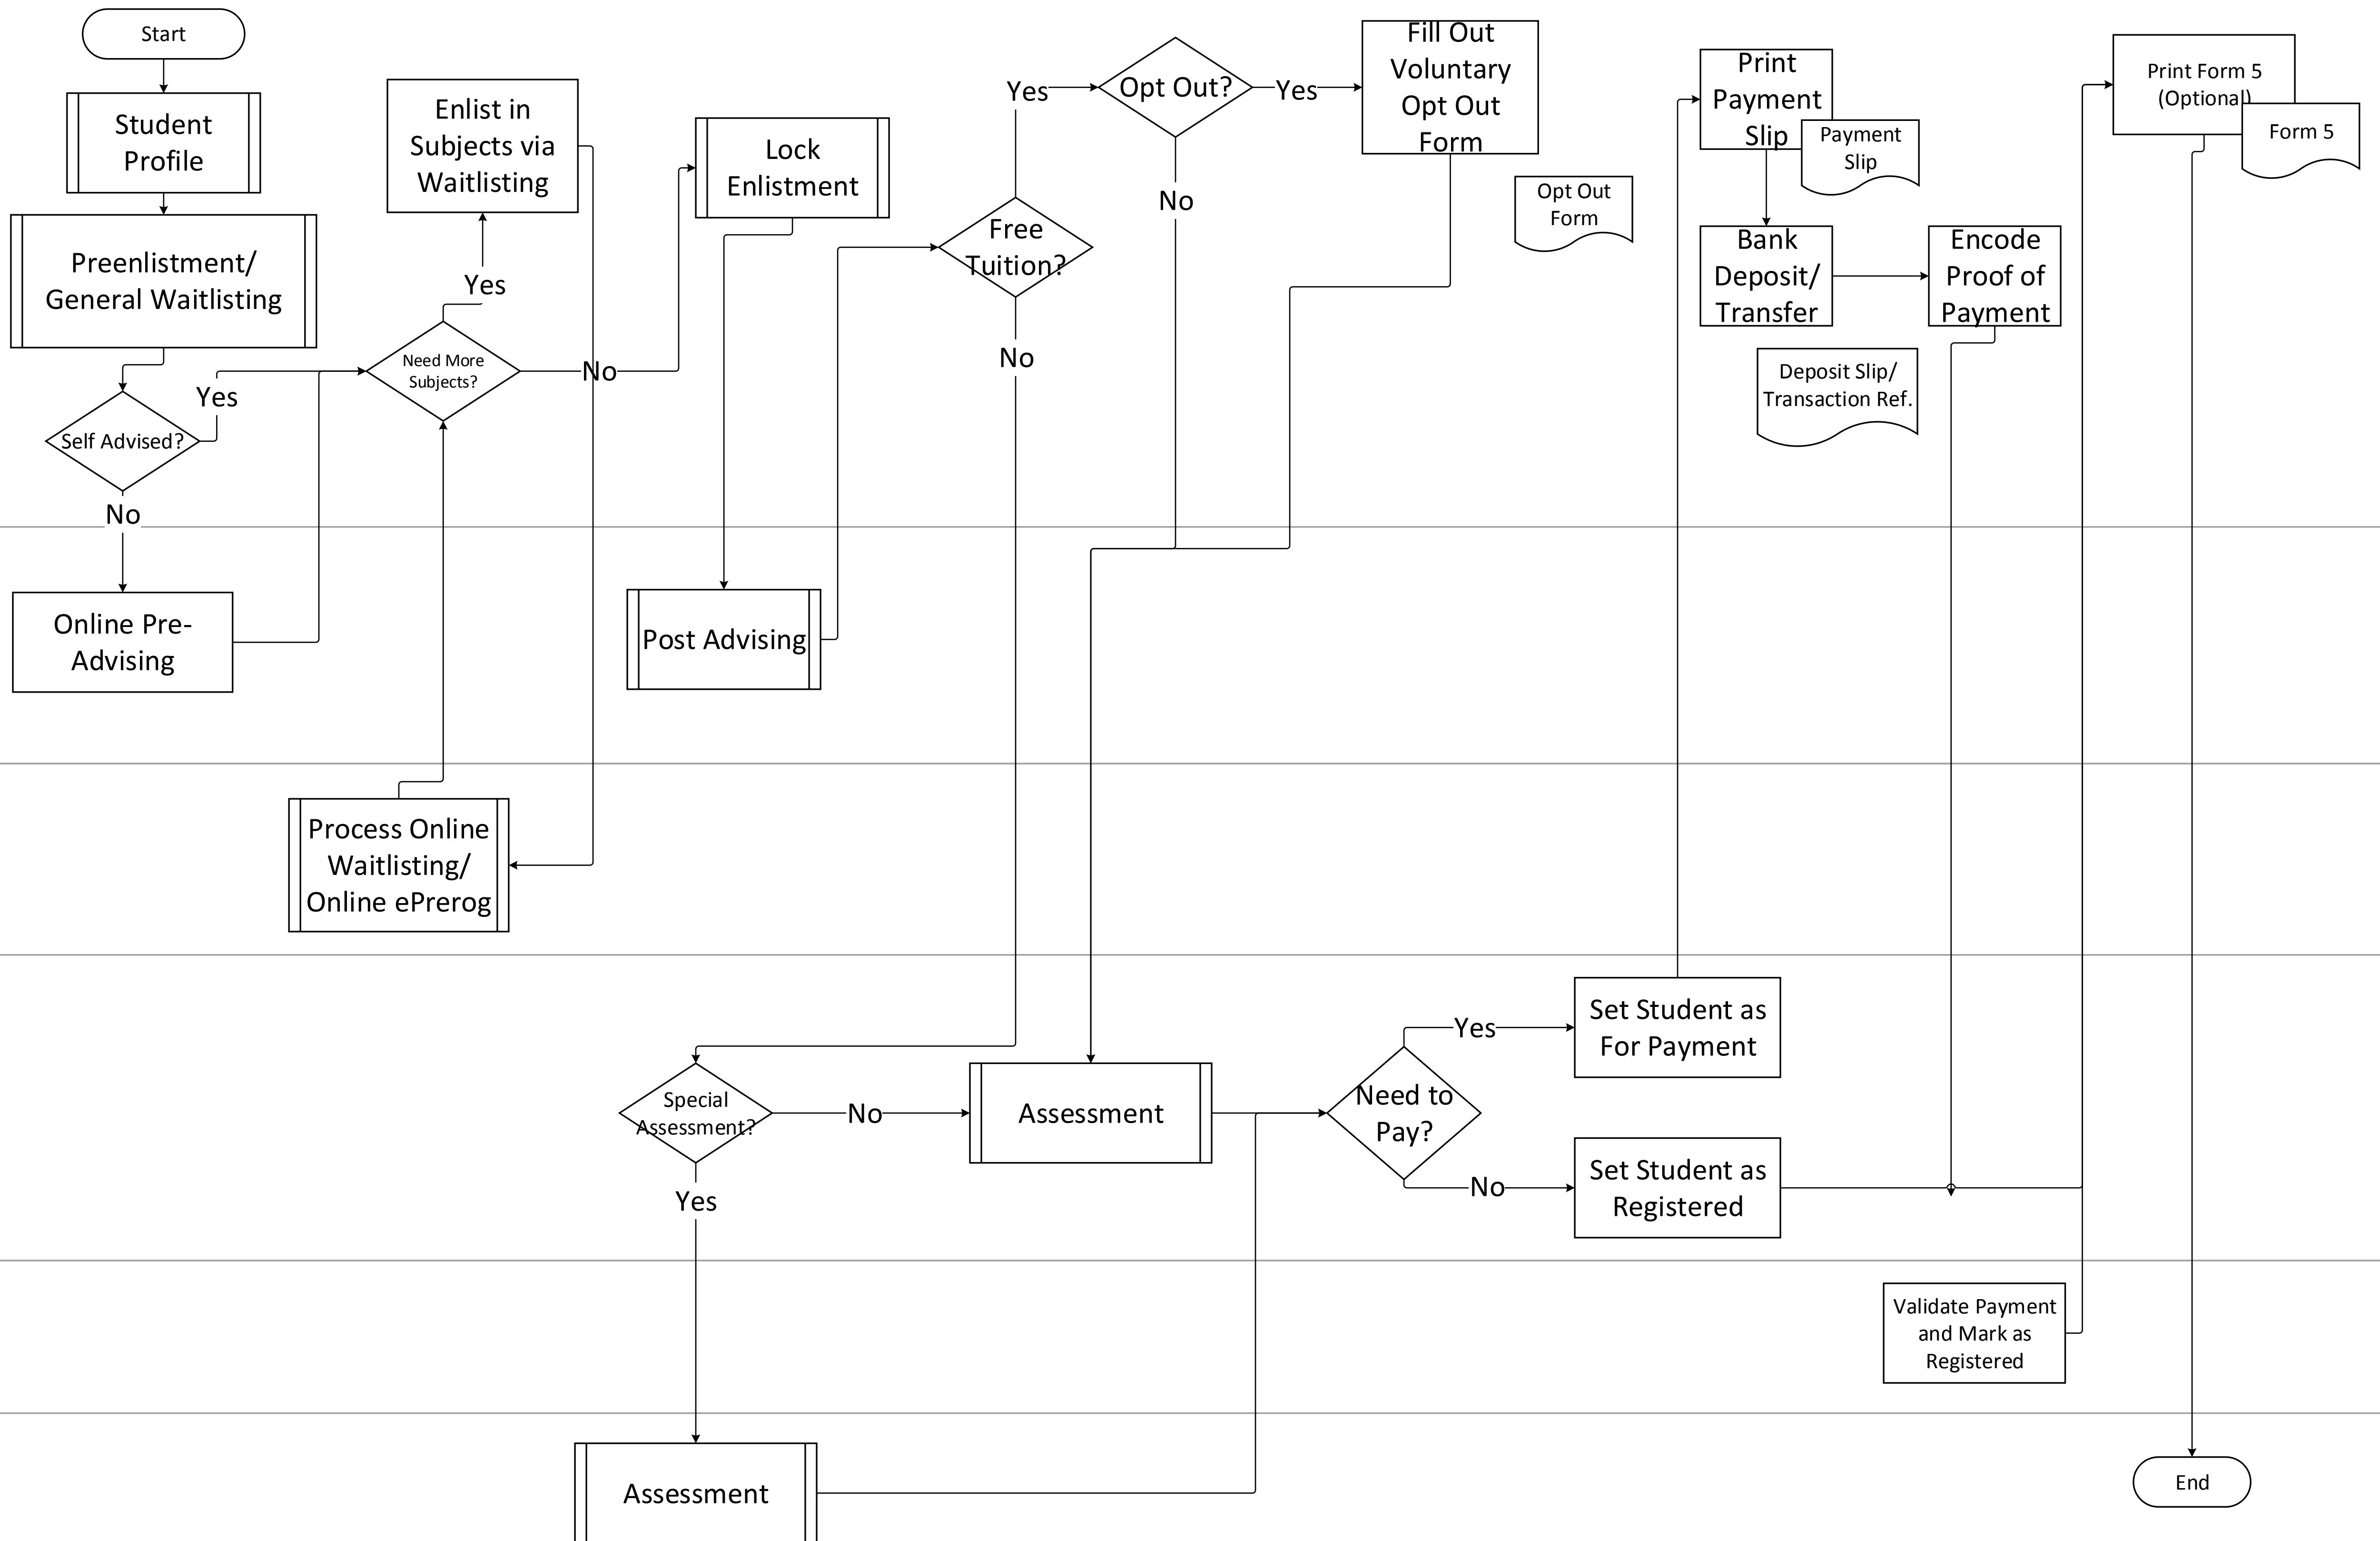 Start
Student
Profile
Preenlistment/
General Waitlisting
Self Advised?
Yes
No
Online Pre-
Advising
Enlist in
Subjects via
Waitlisting
Yes
Need More
Subjects?
No
Process Online
Waitlisting/
Online ePrerog
Lock
Enlistment
Post Advising
Free
Tuition?
Yes
No
Opt Out?
Yes
No
Fill Out
Voluntary
Opt Out
Form
Opt Out
Form
Special
Assessment?
No
Yes
Assessment
Assessment
Need to
Pay?
Yes
No
Set Student as
For Payment
Set Student as
Registered
Print
Payment
Slip
Payment
Slip
Bank
Deposit/
Transfer
Deposit Slip/
Transaction Ref.
Encode
Proof of
Payment
Validate Payment
and Mark as
Registered
Print Form 5
(Optional)
Form 5
End